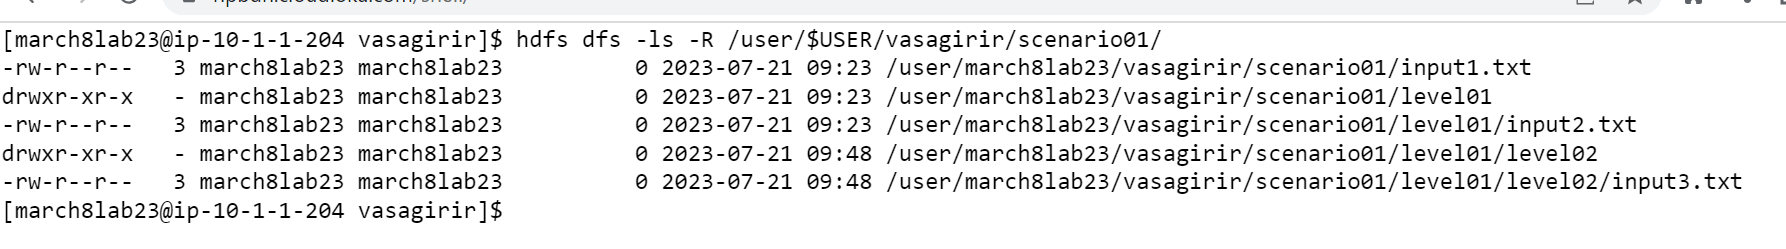 [march8lab23@ip-10-1-1-204 vasagirir]$ hdfs dfs -ls -R /user/$USER/vasagirir/scenario01/
-rw-r--r--   3 march8lab23 march8lab23          0 2023-07-21 09:23 /user/march8lab23/vasagirir/scenario01/input1.txt
drwxr-xr-x   - march8lab23 march8lab23          0 2023-07-21 09:23 /user/march8lab23/vasagirir/scenario01/level01
-rw-r--r--   3 march8lab23 march8lab23          0 2023-07-21 09:23 /user/march8lab23/vasagirir/scenario01/level01/input2.txt
drwxr-xr-x   - march8lab23 march8lab23          0 2023-07-21 09:48 /user/march8lab23/vasagirir/scenario01/level01/level02
-rw-r--r--   3 march8lab23 march8lab23          0 2023-07-21 09:48 /user/march8lab23/vasagirir/scenario01/level01/level02/input3.txt
[march8lab23@ip-10-1-1-204 vasagirir]$